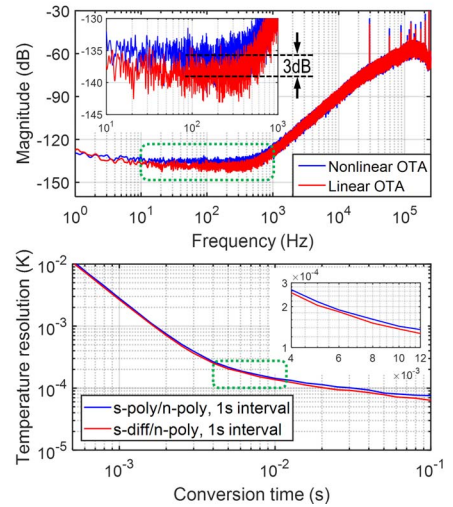 -30
-60
-90
-120
-150
Magnitude (dB)
-130
-135
-140
-145
10¹ 10² 10³
3dB
Nonlinear OTA
Linear OTA
10⁰ 10¹ 10² 10³ 10⁴ 10⁵
Frequency (Hz)
10⁻²
10⁻³
10⁻⁴
10⁻⁵
Temperature resolution (K)
×10⁻⁴
3
2
1
4 6 8 10 12
×10⁻³
s-poly/n-poly, 1s interval
s-diff/n-poly, 1s interval
10⁻³ 10⁻² 10⁻¹
Conversion time (s)